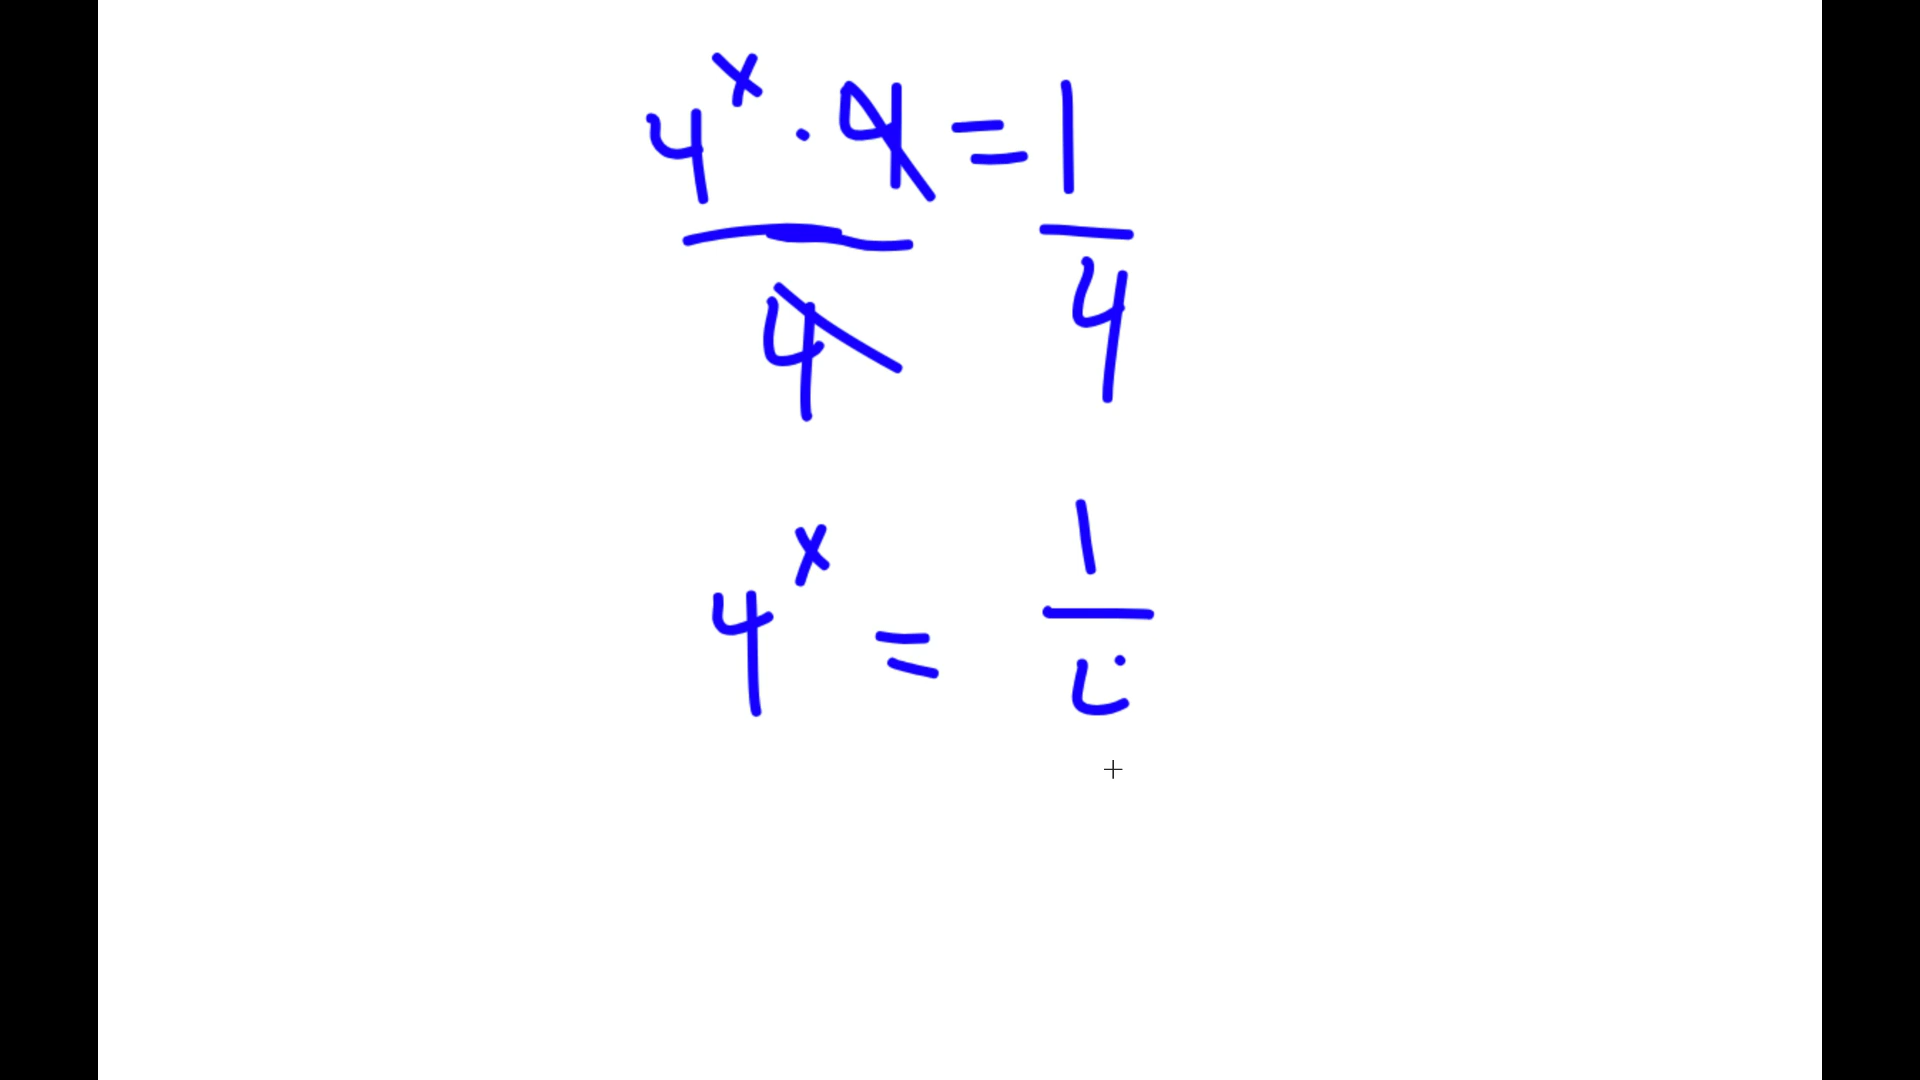 4^x · 4 = 1
4 4
4^x = 1